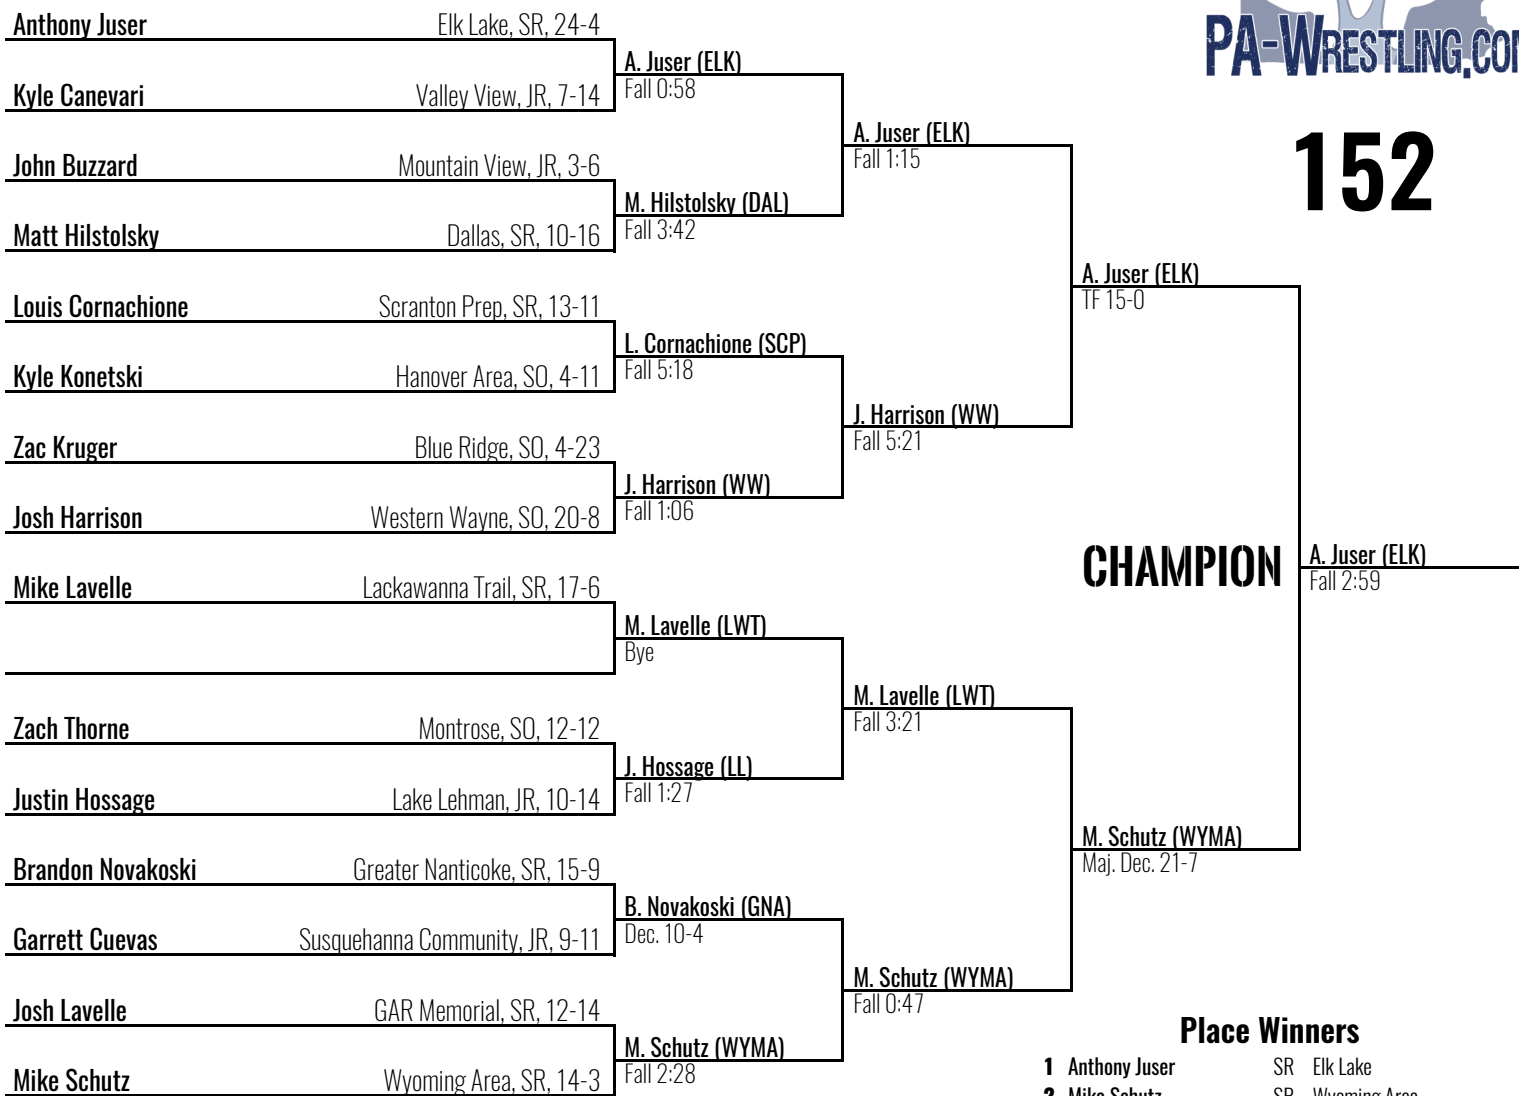 Anthony Juser Elk Lake, SR, 24-4
A. Juser (ELK)
Fall 0:58
Kyle Canevari Valley View, JR, 7-14
A. Juser (ELK)
Fall 1:15
John Buzzard Mountain View, JR, 3-6
M. Hilstolsky (DAL)
Fall 3:42
Matt Hilstolsky Dallas, SR, 10-16
A. Juser (ELK)
TF 15-0
Louis Cornachione Scranton Prep, SR, 13-11
L. Cornachione (SCP)
Fall 5:18
Kyle Konetski Hanover Area, SO, 4-11
J. Harrison (WW)
Fall 5:21
Zac Kruger Blue Ridge, SO, 4-23
J. Harrison (WW)
Fall 1:06
Josh Harrison Western Wayne, SO, 20-8
CHAMPION
A. Juser (ELK)
Fall 2:59
Mike Lavelle Lackawanna Trail, SR, 17-6
M. Lavelle (LWT)
Bye
M. Lavelle (LWT)
Fall 3:21
Zach Thorne Montrose, SO, 12-12
J. Hossage (LL)
Fall 1:27
Justin Hossage Lake Lehman, JR, 10-14
M. Schutz (WYMA)
Maj. Dec. 21-7
Brandon Novakoski Greater Nanticoke, SR, 15-9
B. Novakoski (GNA)
Dec. 10-4
Garrett Cuevas Susquehanna Community, JR, 9-11
M. Schutz (WYMA)
Fall 0:47
Josh Lavelle GAR Memorial, SR, 12-14
M. Schutz (WYMA)
Fall 2:28
Mike Schutz Wyoming Area, SR, 14-3
PA-WRESTLING.COM
152
Place Winners
1 Anthony Juser SR Elk Lake
2 Mike Schutz SR Wyoming Area